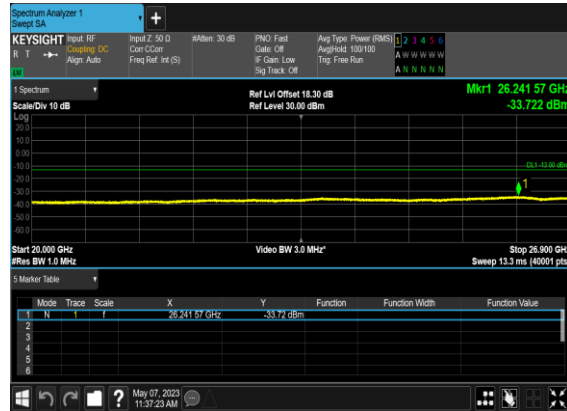 Spectrum Analyzer 1
Swept SA
+
KEYSIGHT Input: RF Input Z: 50 Ω #Atten: 30 dB PNO: Fast Avg Type: Power (RMS) 1 2 3 4 5 6
R T Coupling: DC Corr CCorr Gate: Off Avg|Hold: 100/100 A W W W W W
Align: Auto Freq Ref: Int (S) IF Gain: Low Trig: Free Run
Sig Track: Off A N N N N N
1 Spectrum Ref Lvl Offset 18.30 dB Mkr1 26.241 57 GHz
Scale/Div 10 dB Ref Level 30.00 dBm -33.722 dBm
Log
20.0
10.0
0.00
-10.0 DL1 -13.00 dBm
-20.0
-30.0 1
-40.0
-50.0
-60.0
Start 20.000 GHz Video BW 3.0 MHz* Stop 26.900 GHz
#Res BW 1.0 MHz Sweep 13.3 ms (40001 pts)
5 Marker Table
Mode Trace Scale X Y Function Function Width Function Value
1 N 1 f 26.241 57 GHz -33.72 dBm
2
3
4
5
6
? May 07, 2023
11:37:23 AM